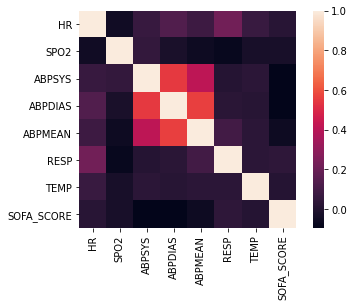 HR
SPO2
ABPSYS
ABPDIAS
ABPMEAN
RESP
TEMP
SOFA_SCORE
HR
SPO2
ABPSYS
ABPDIAS
ABPMEAN
RESP
TEMP
SOFA_SCORE
1.0
0.8
0.6
0.4
0.2
0.0